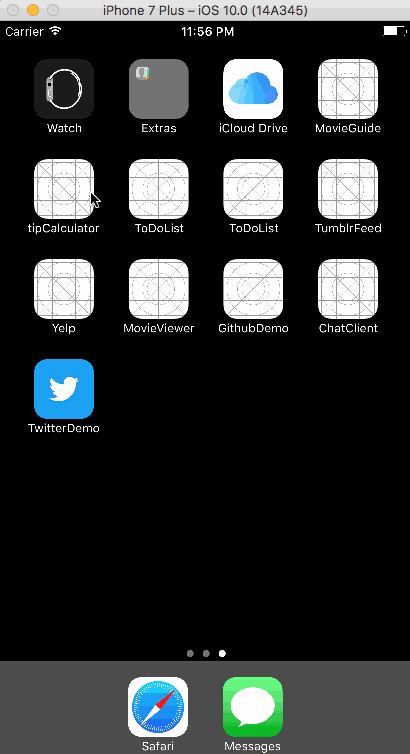 iPhone 7 Plus – iOS 10.0 (14A345)
Carrier 11:56 PM
Watch Extras iCloud Drive MovieGuide
tipCalculator ToDoList ToDoList TumblrFeed
Yelp MovieViewer GithubDemo ChatClient
TwitterDemo
Safari Messages